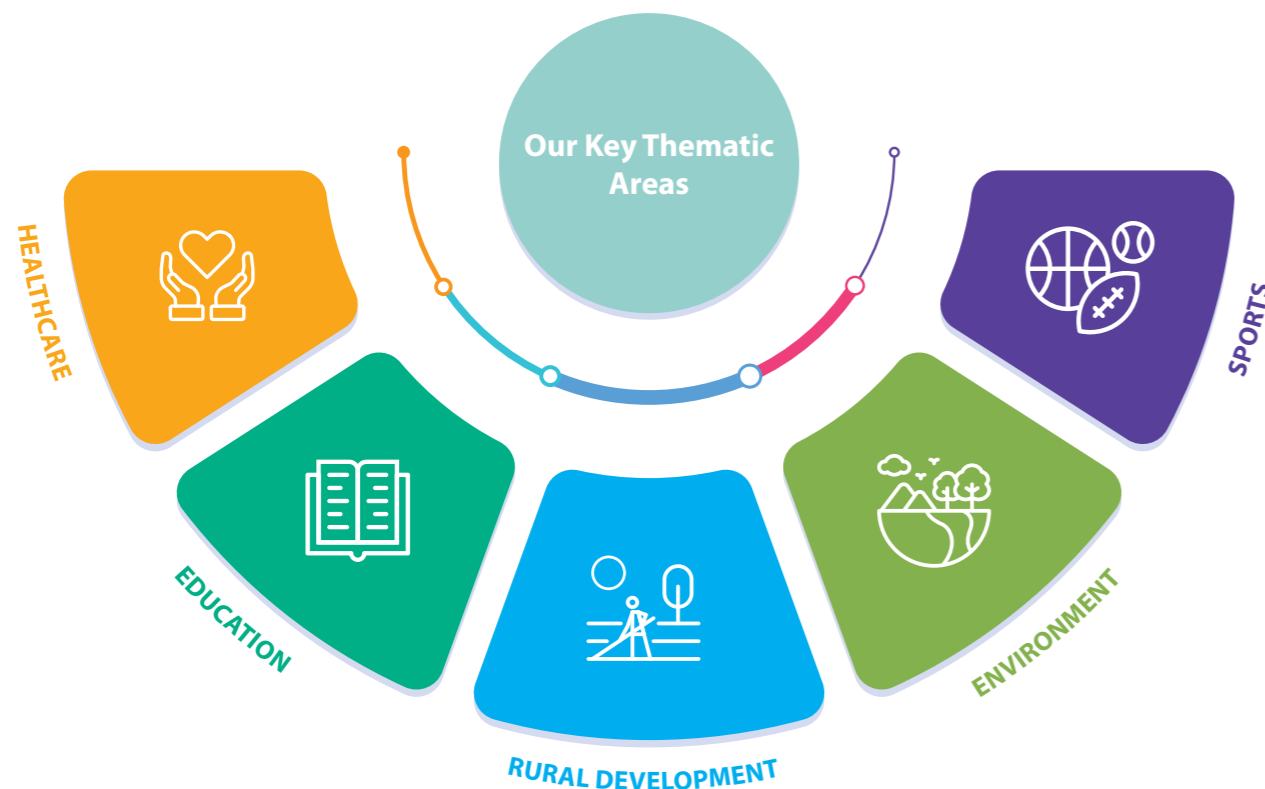 Our Key Thematic
Areas
HEALTHCARE
EDUCATION
RURAL DEVELOPMENT
ENVIRONMENT
SPORTS